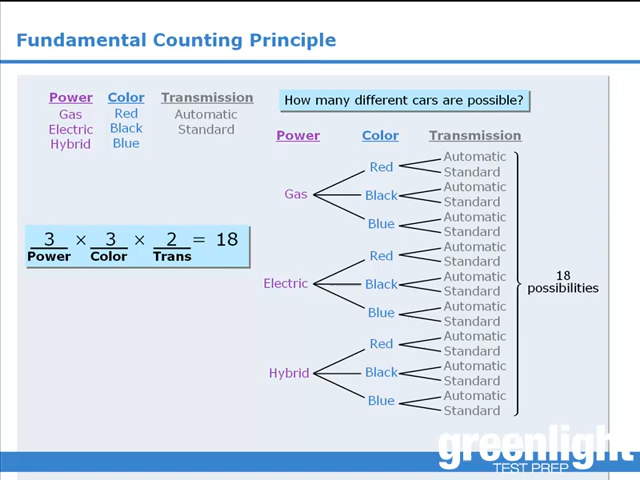 Fundamental Counting Principle
Power Color Transmission
Gas Red Automatic
Electric Black Standard
Hybrid Blue
How many different cars are possible?
3 × 3 × 2 = 18
Power Color Trans
Power Color Transmission
Gas
Red
Automatic
Standard
Black
Automatic
Standard
Blue
Automatic
Standard
Electric
Red
Automatic
Standard
Black
Automatic
Standard
Blue
Automatic
Standard
Hybrid
Red
Automatic
Standard
Black
Automatic
Standard
Blue
Automatic
Standard
18
possibilities
greenlight
TEST PREP